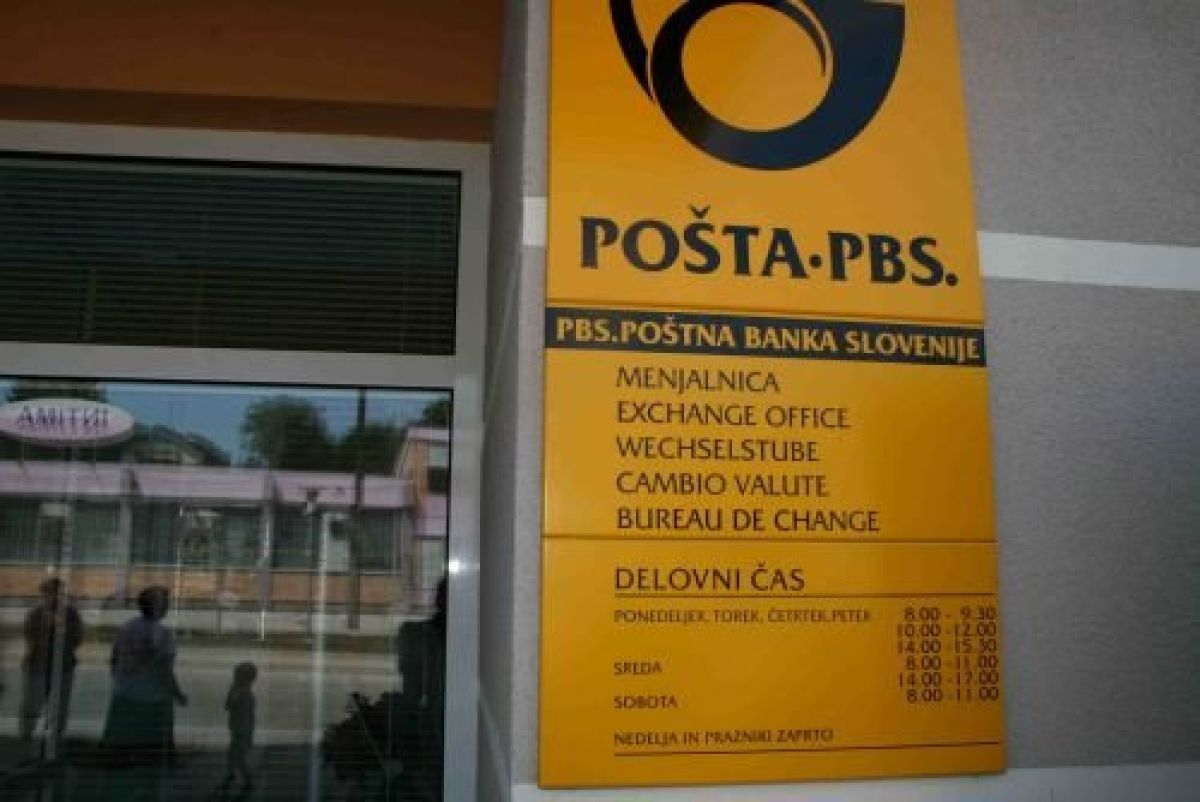 POŠTA•PBS.
PBS.POŠTNA BANKA SLOVENIJE
MENJALNICA
EXCHANGE OFFICE
WECHSELSTUBE
CAMBIO VALUTE
BUREAU DE CHANGE
DELOVNI ČAS
PONEDELJEK, TOREK, ČETRTEK,PETEK 8.00 - 9.30
10.00 -12.00
14.00 -15.30
SREDA 8.00 -11.00
14.00 -17.00
SOBOTA 8.00 -11.00
NEDELJA IN PRAZNIKI ZAPRTO